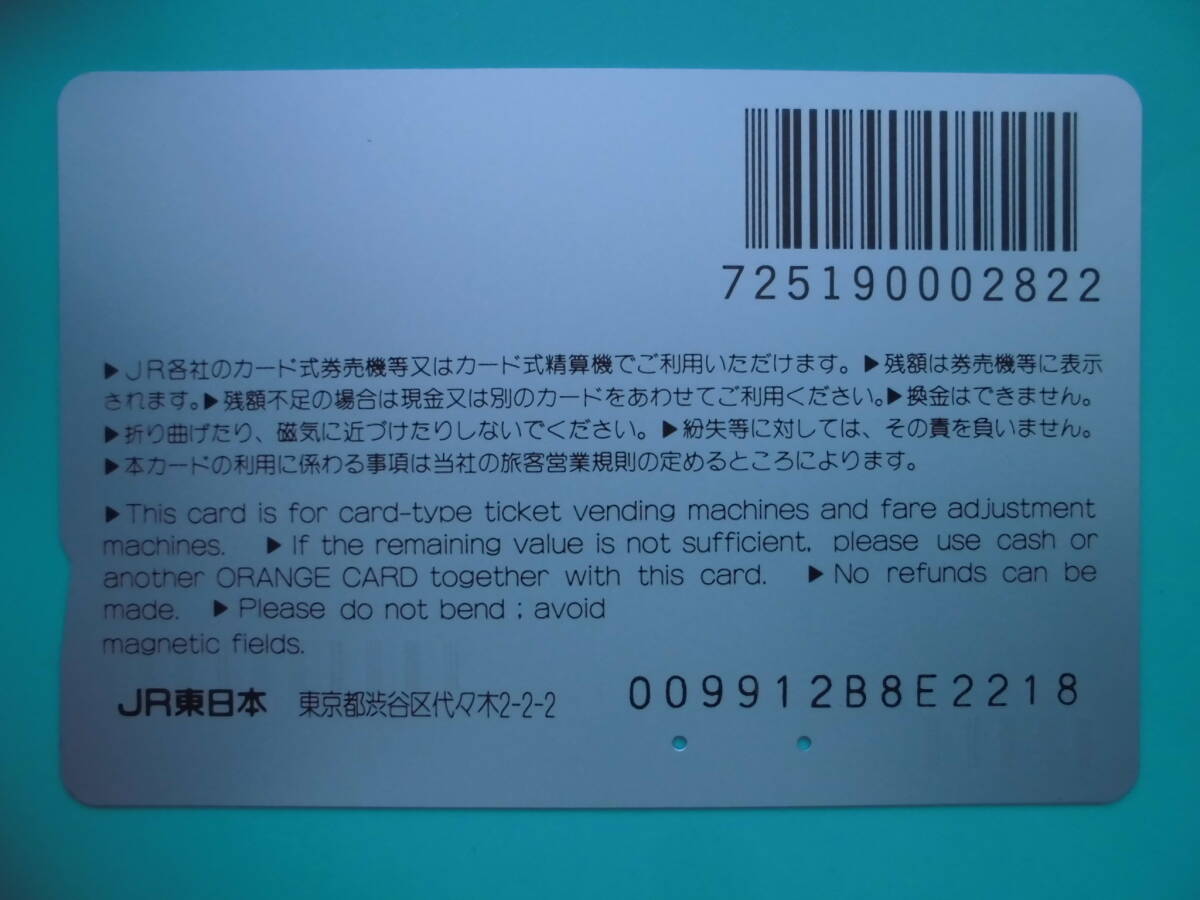 725190002822
▶JR各社のカード式券売機等又はカード式精算機でご利用いただけます。▶残額は券売機等に表示
されます。▶残額不足の場合は現金又は別のカードをあわせてご利用ください。▶換金はできません。
▶折り曲げたり、磁気に近づけたりしないでください。▶紛失等に対しては、その責を負いません。
▶本カードの利用に係わる事項は当社の旅客営業規則の定めるところによります。
▶This card is for card-type ticket vending machines and fare adjustment
machines. ▶If the remaining value is not sufficient, please use cash or
another ORANGE CARD together with this card. ▶No refunds can be
made. ▶Please do not bend ; avoid
magnetic fields.
JR東日本 東京都渋谷区代々木2-2-2 009912B8E2218